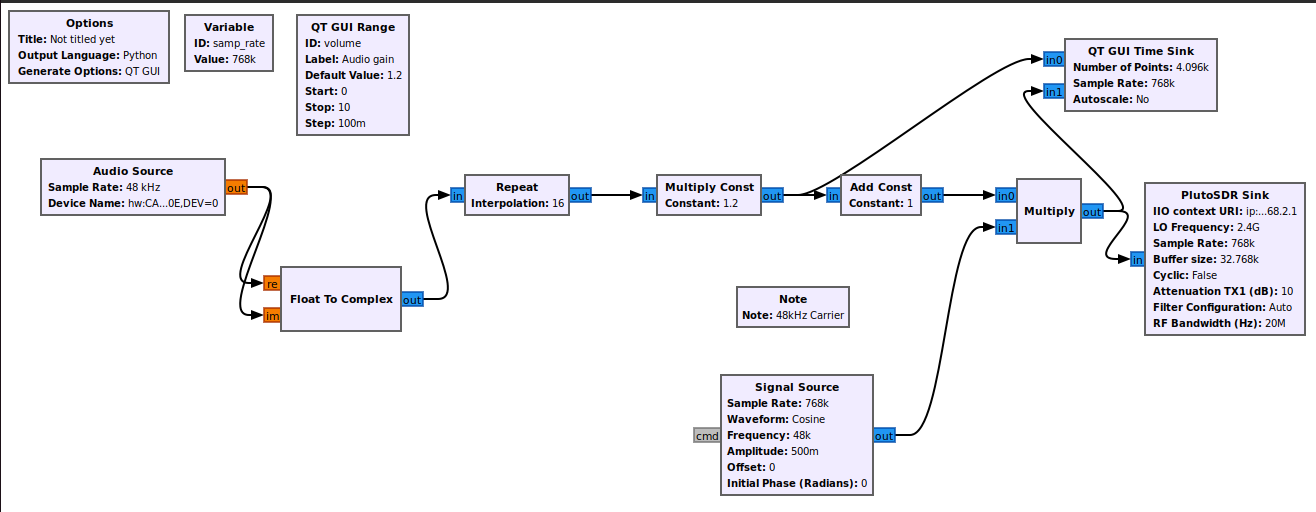 Options
Title: Not titled yet
Output Language: Python
Generate Options: QT GUI
Variable
ID: samp_rate
Value: 768k
QT GUI Range
ID: volume
Label: Audio gain
Default Value: 1.2
Start: 0
Stop: 10
Step: 100m
QT GUI Time Sink
Number of Points: 4.096k
Sample Rate: 768k
Autoscale: No
in0
in1
Audio Source
Sample Rate: 48 kHz
Device Name: hw:CA...0E,DEV=0
out
Float To Complex
re
im
out
Repeat
Interpolation: 16
in
out
Multiply Const
Constant: 1.2
in
out
Add Const
Constant: 1
in
out
Multiply
in0
in1
out
PlutoSDR Sink
IIO context URI: ip:...68.2.1
LO Frequency: 2.4G
Sample Rate: 768k
Buffer size: 32.768k
Cyclic: False
Attenuation TX1 (dB): 10
Filter Configuration: Auto
RF Bandwidth (Hz): 20M
in
Note
Note: 48kHz Carrier
Signal Source
Sample Rate: 768k
Waveform: Cosine
Frequency: 48k
Amplitude: 500m
Offset: 0
Initial Phase (Radians): 0
cmd
out